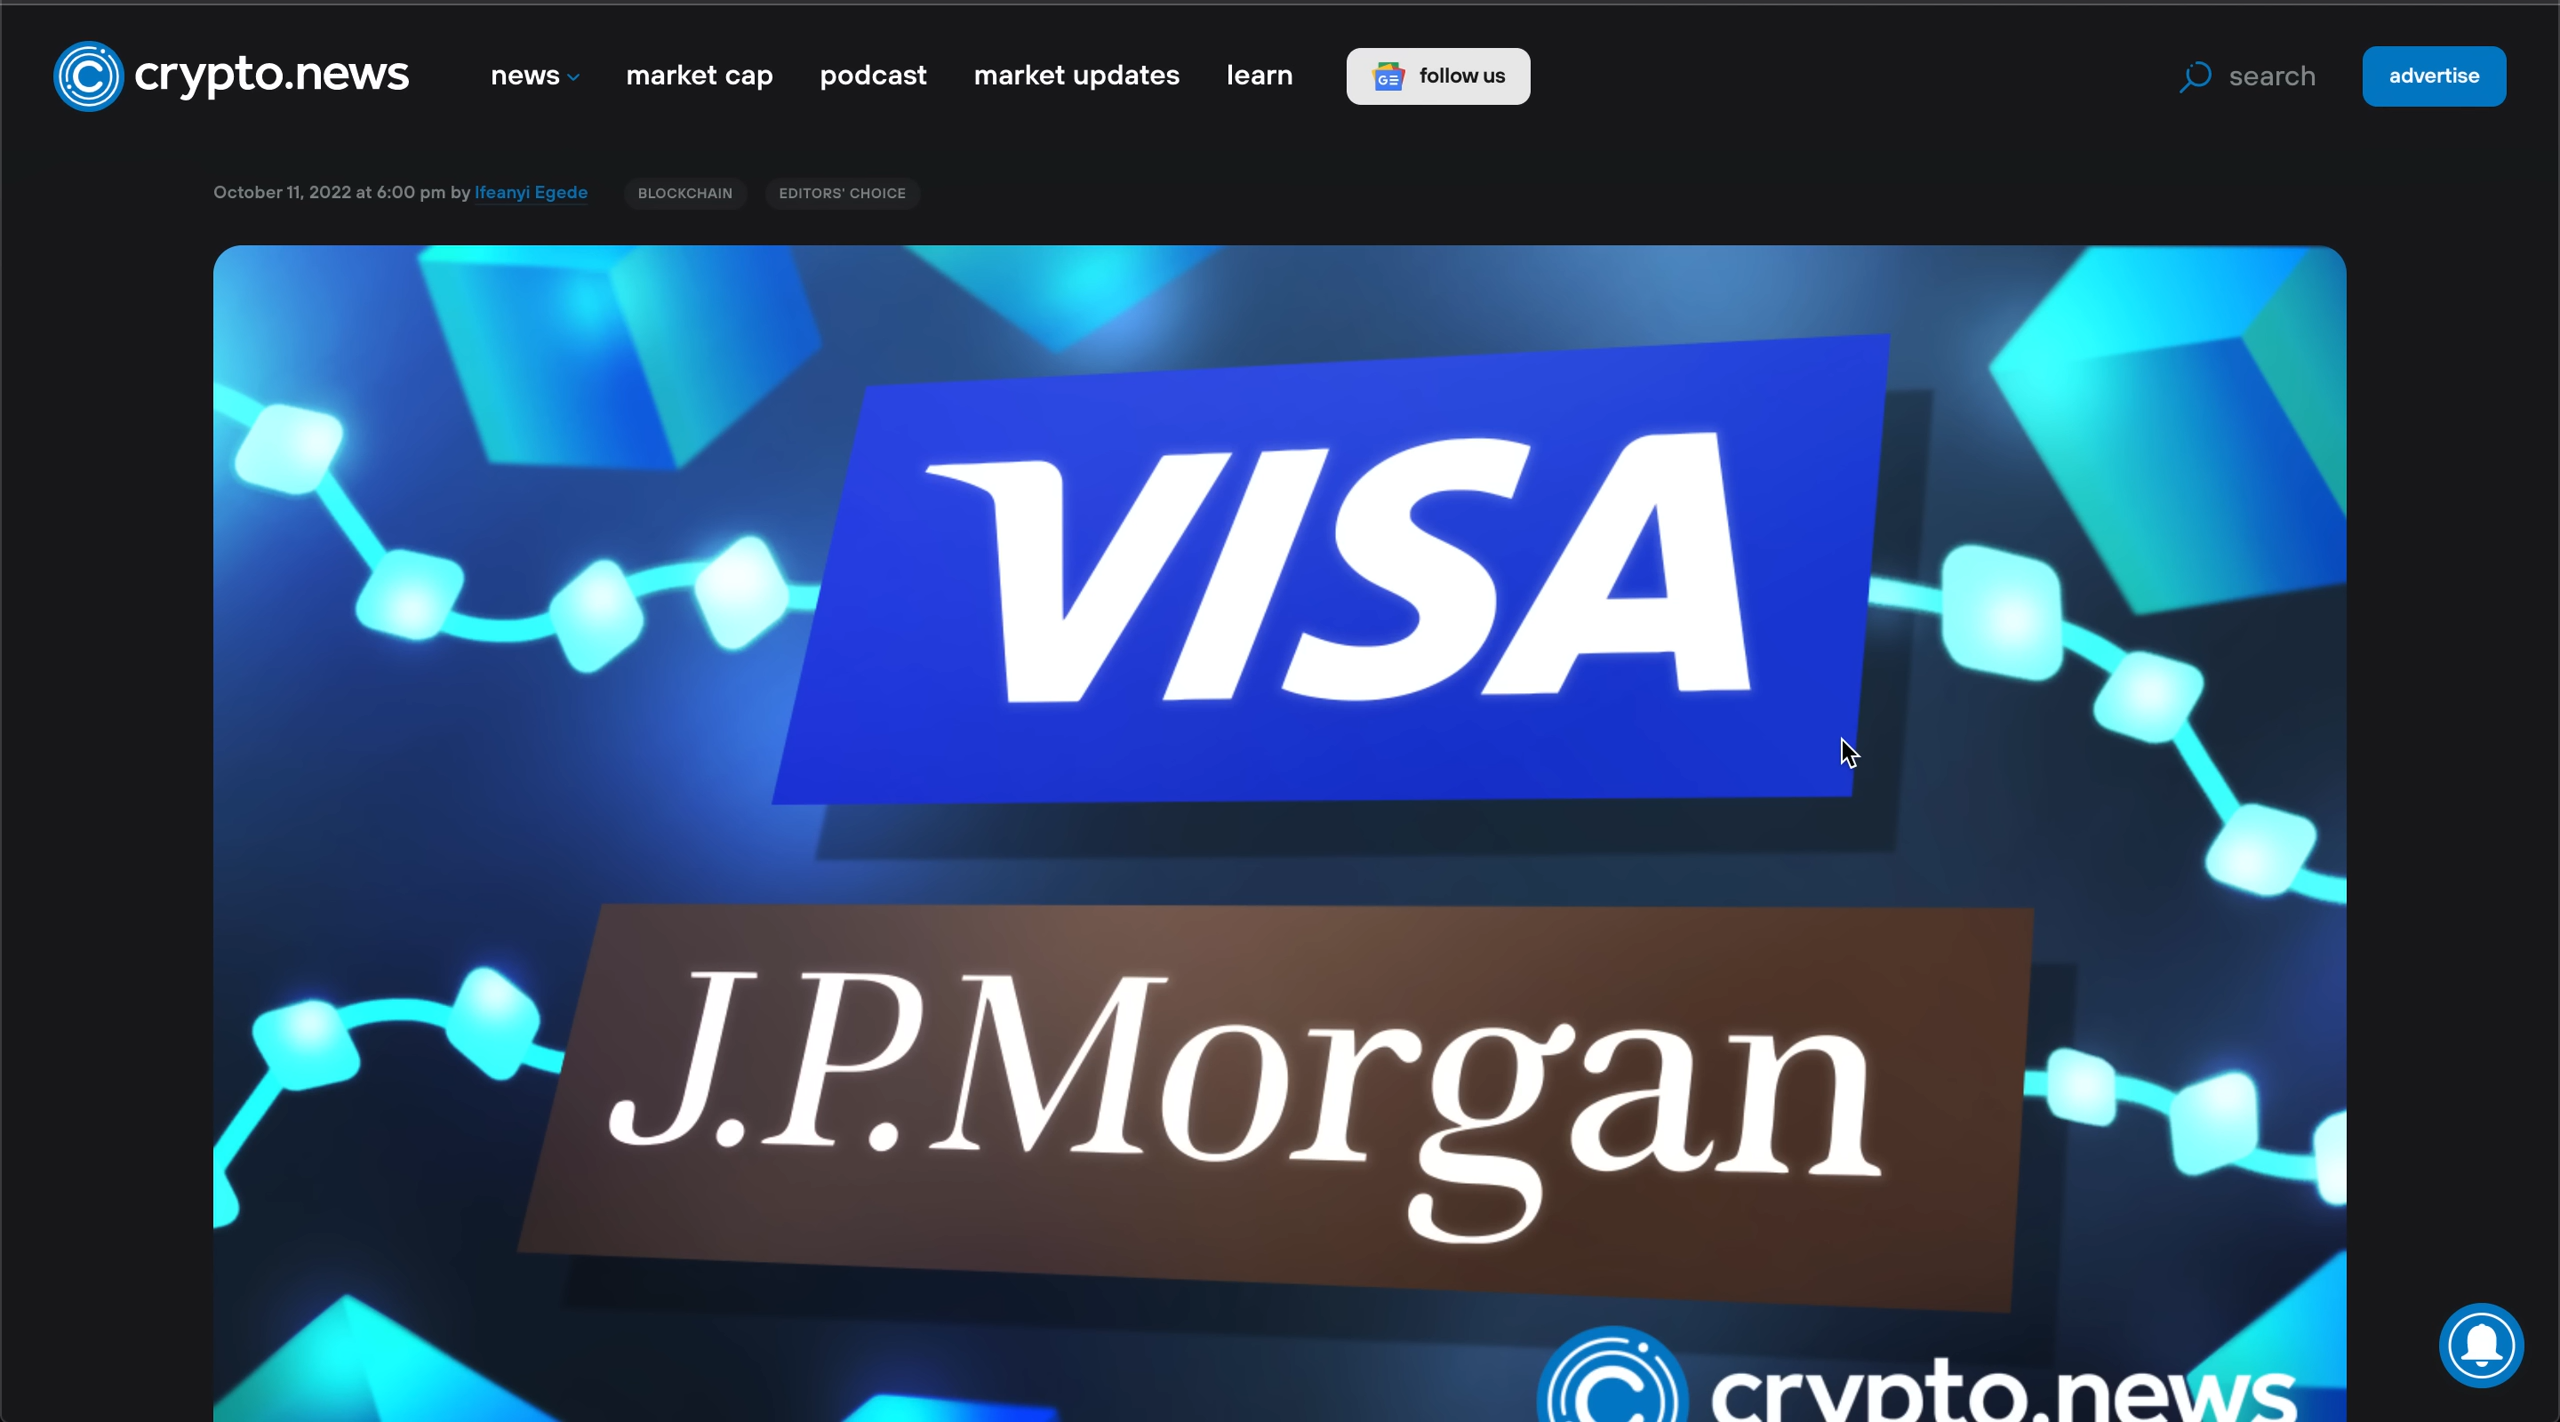 crypto.news news market cap podcast market updates learn GE follow us search advertise
October 11, 2022 at 6:00 pm by Ifeanyi Egede BLOCKCHAIN EDITORS' CHOICE
VISA
J.P.Morgan
crypto.news